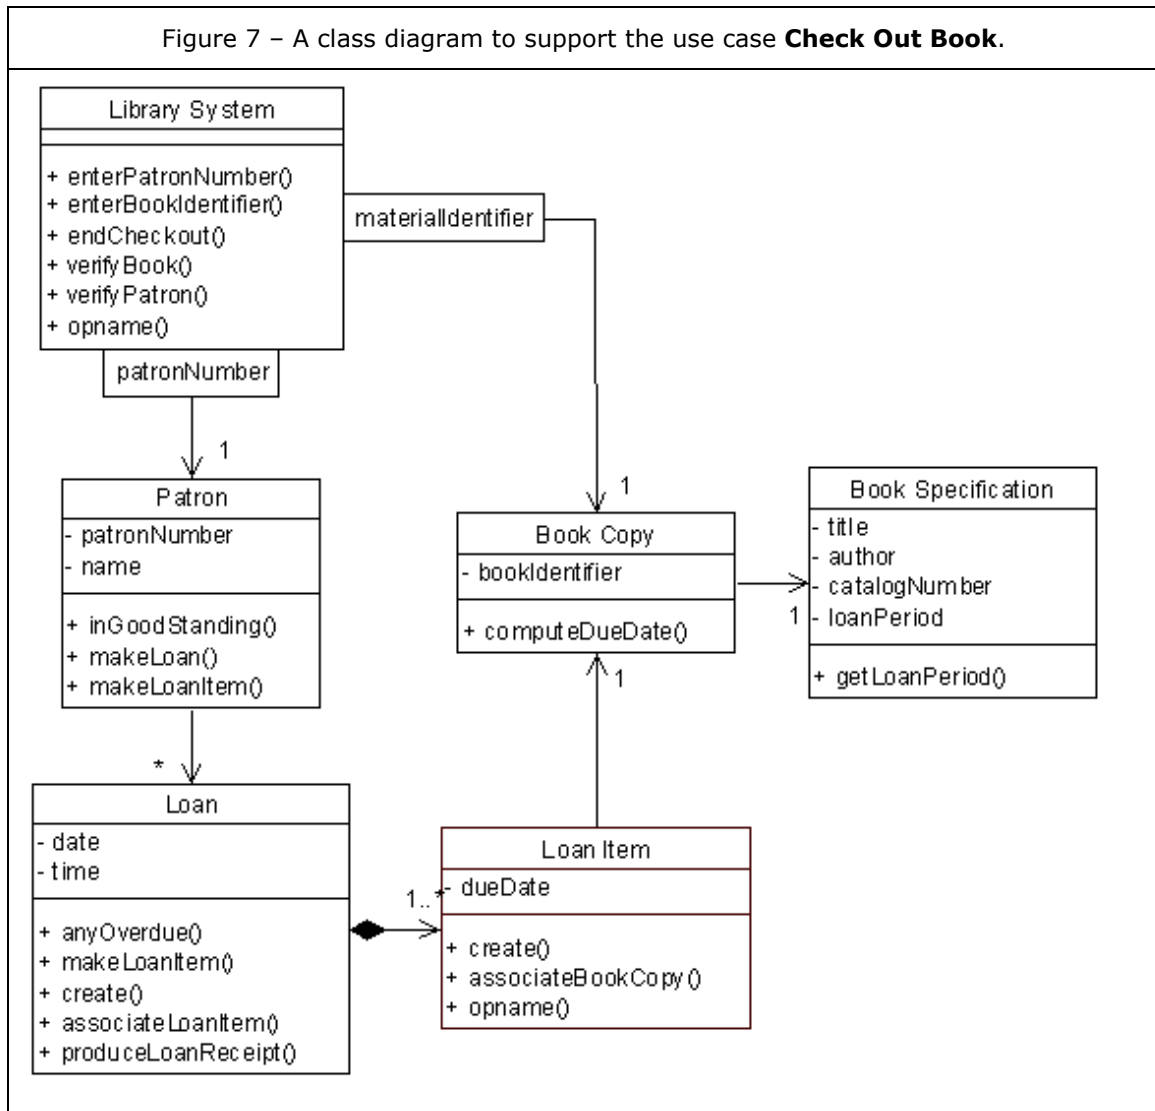 Figure 7 – A class diagram to support the use case Check Out Book.
Library System
+ enterPatronNumber()
+ enterBookIdentifier()
+ endCheckout()
+ verifyBook()
+ verifyPatron()
+ opname()
materialIdentifier
patronNumber
1
Patron
- patronNumber
- name
+ inGoodStanding()
+ makeLoan()
+ makeLoanItem()
1
Book Copy
- bookIdentifier
+ computeDueDate()
1
1
Book Specification
- title
- author
- catalogNumber
- loanPeriod
+ getLoanPeriod()
*
Loan
- date
- time
+ anyOverdue()
+ makeLoanItem()
+ create()
+ associateLoanItem()
+ produceLoanReceipt()
1..*
Loan Item
- dueDate
+ create()
+ associateBookCopy()
+ opname()